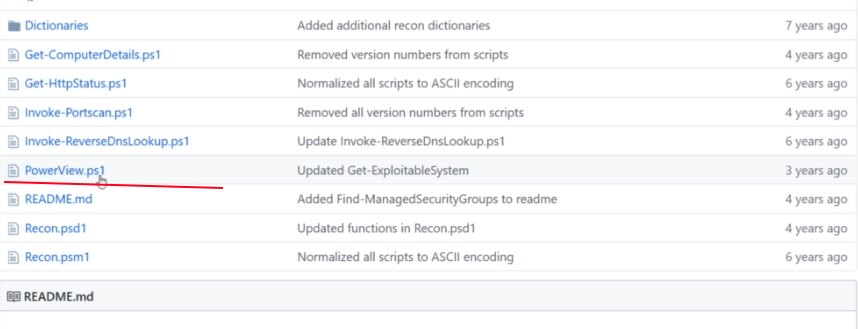 Dictionaries Added additional recon dictionaries 7 years ago
Get-ComputerDetails.ps1 Removed version numbers from scripts 4 years ago
Get-HttpStatus.ps1 Normalized all scripts to ASCII encoding 6 years ago
Invoke-Portscan.ps1 Removed all version numbers from scripts 4 years ago
Invoke-ReverseDnsLookup.ps1 Update Invoke-ReverseDnsLookup.ps1 6 years ago
PowerView.ps1 Updated Get-ExploitableSystem 3 years ago
README.md Added Find-ManagedSecurityGroups to readme 4 years ago
Recon.psd1 Updated functions in Recon.psd1 4 years ago
Recon.psm1 Normalized all scripts to ASCII encoding 6 years ago
README.md